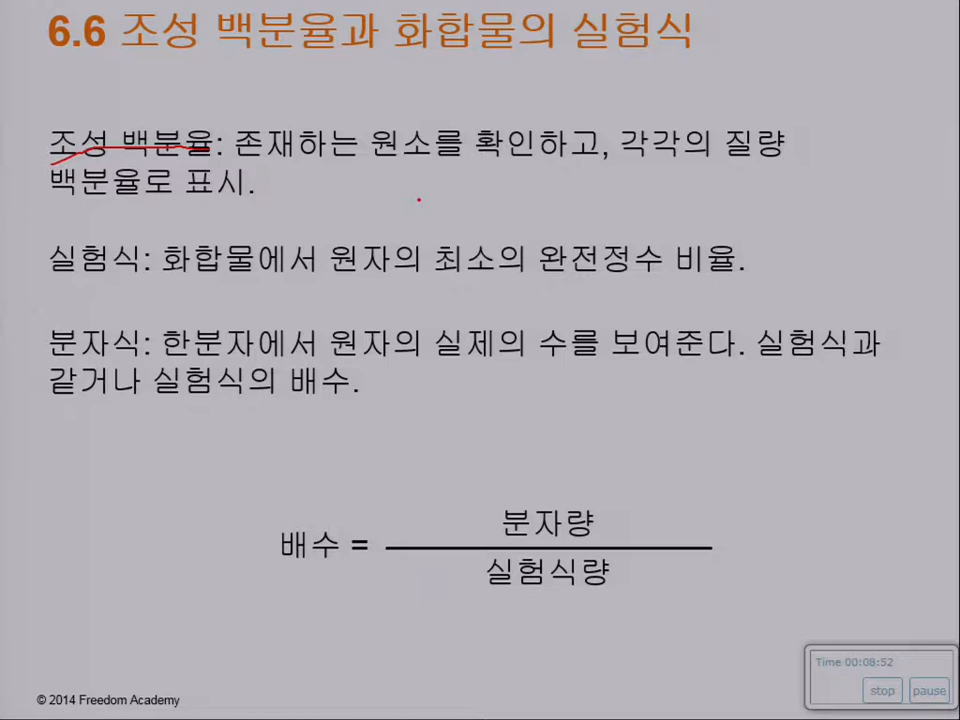 6.6 조성 백분율과 화합물의 실험식
조성 백분율: 존재하는 원소를 확인하고, 각각의 질량
백분율로 표시.
실험식: 화합물에서 원자의 최소의 완전정수 비율.
분자식: 한분자에서 원자의 실제의 수를 보여준다. 실험식과
같거나 실험식의 배수.
분자량
배수 =
실험식량
Time 00:08:52
stop pause
© 2014 Freedom Academy